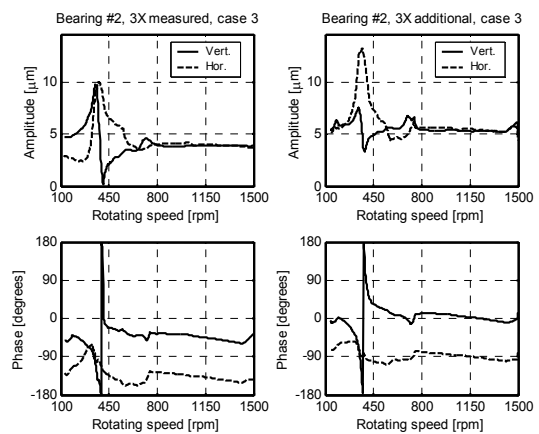 Bearing #2, 3X measured, case 3
Vert.
Hor.
Amplitude [μm]
10
5
0
100 450 800 1150 1500
Rotating speed [rpm]
Bearing #2, 3X additional, case 3
Vert.
Hor.
Amplitude [μm]
10
5
0
100 450 800 1150 1500
Rotating speed [rpm]
Phase [degrees]
180
90
0
-90
-180
100 450 800 1150 1500
Rotating speed [rpm]
Phase [degrees]
180
90
0
-90
-180
100 450 800 1150 1500
Rotating speed [rpm]